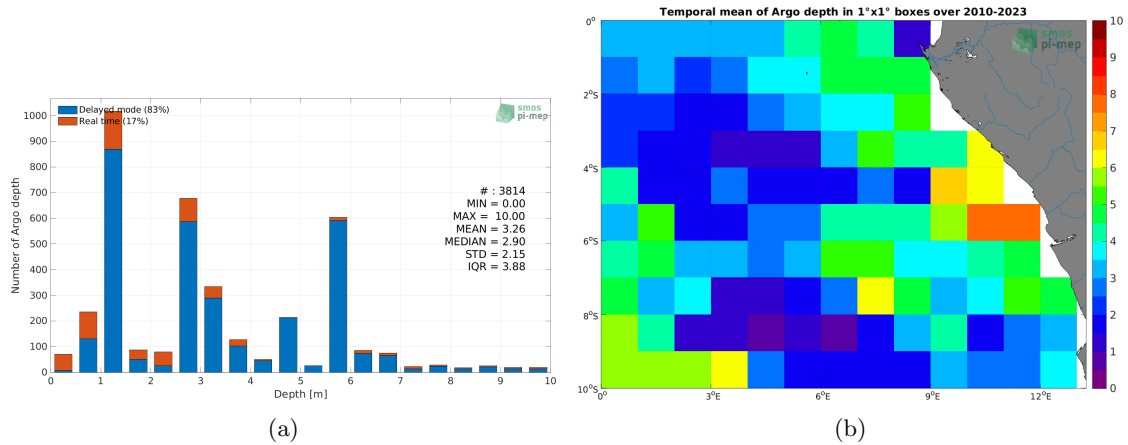 Delayed mode (83%)
Real time (17%)
smos
pi-mep
# : 3814
MIN = 0.00
MAX = 10.00
MEAN = 3.26
MEDIAN = 2.90
STD = 2.15
IQR = 3.88
Number of Argo depth
1000
900
800
700
600
500
400
300
200
100
0
0 1 2 3 4 5 6 7 8 9 10
Depth [m]
(a)
Temporal mean of Argo depth in 1°x1° boxes over 2010-2023
smos
pi-mep
0°
2°S
4°S
6°S
8°S
10°S
0° 3°E 6°E 9°E 12°E
10
9
8
7
6
5
4
3
2
1
0
(b)